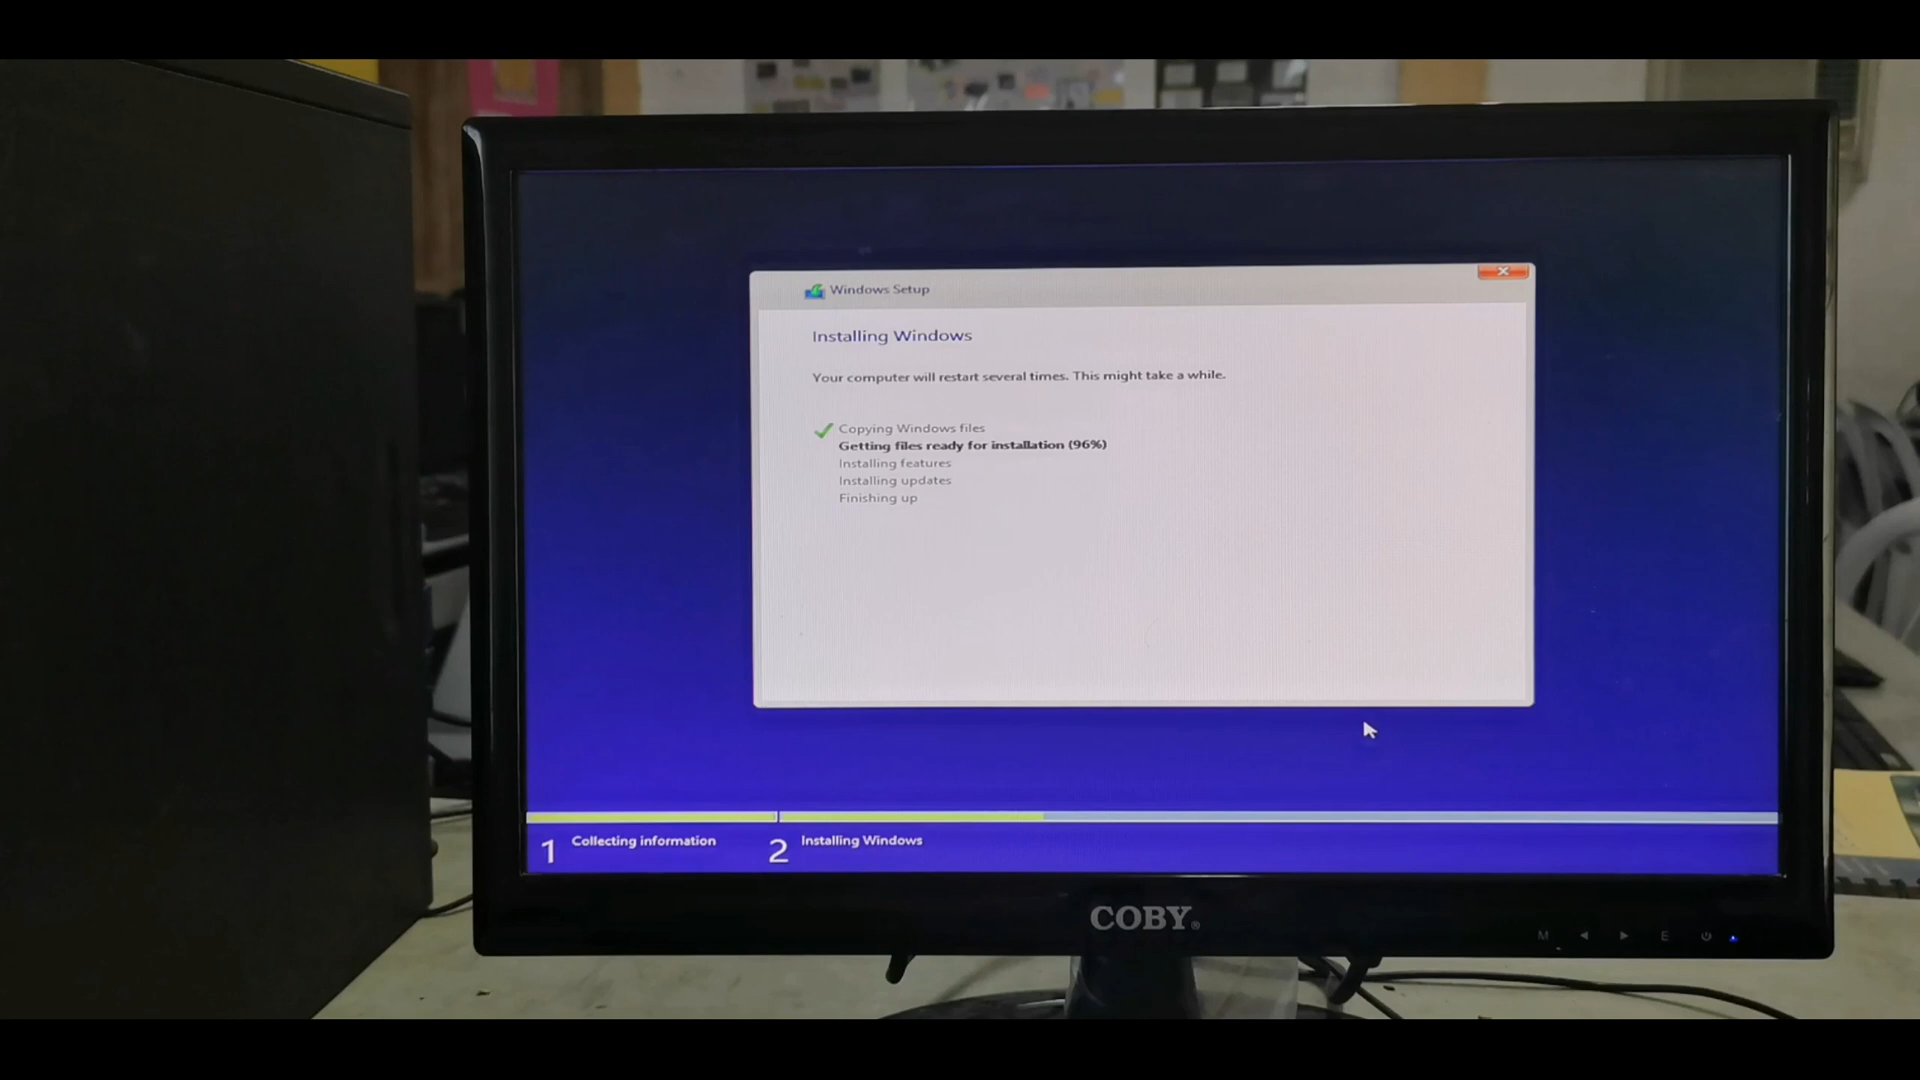 Windows Setup
Installing Windows
Your computer will restart several times. This might take a while.
Copying Windows files
Getting files ready for installation (96%)
Installing features
Installing updates
Finishing up
1 Collecting information
2 Installing Windows
COBY®
M E